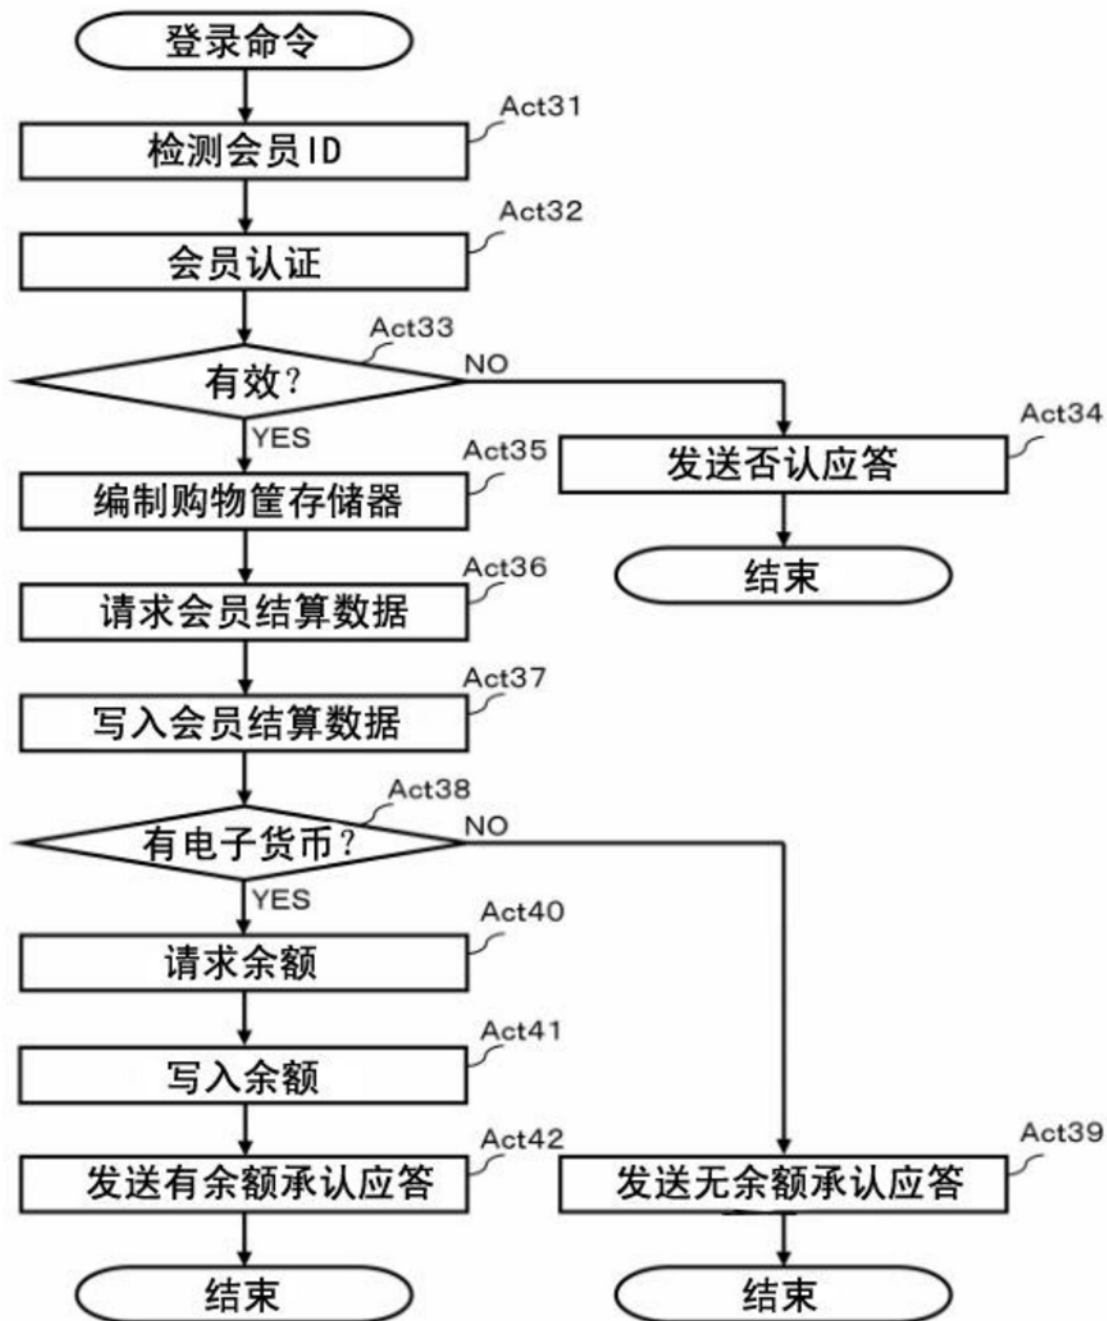 登录命令
Act31
检测会员ID
Act32
会员认证
Act33
有效？
NO
YES
Act34
发送否认应答
Act35
编制购物筐存储器
结束
Act36
请求会员结算数据
Act37
写入会员结算数据
Act38
有电子货币？
NO
YES
Act40
请求余额
Act41
写入余额
Act42
发送有余额承认应答
Act39
发送无余额承认应答
结束
结束